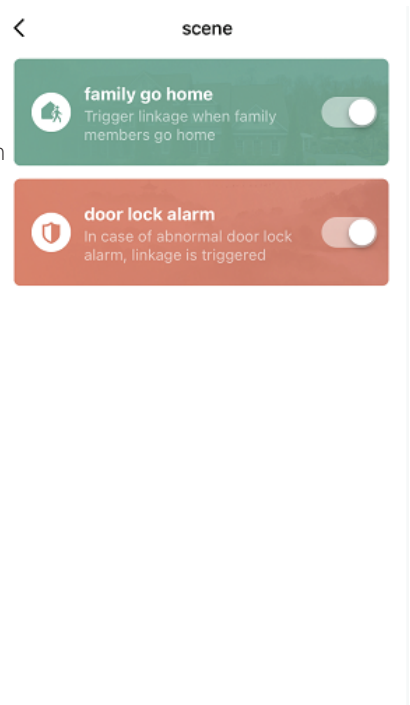 scene
family go home
Trigger linkage when family
members go home
door lock alarm
In case of abnormal door lock
alarm, linkage is triggered